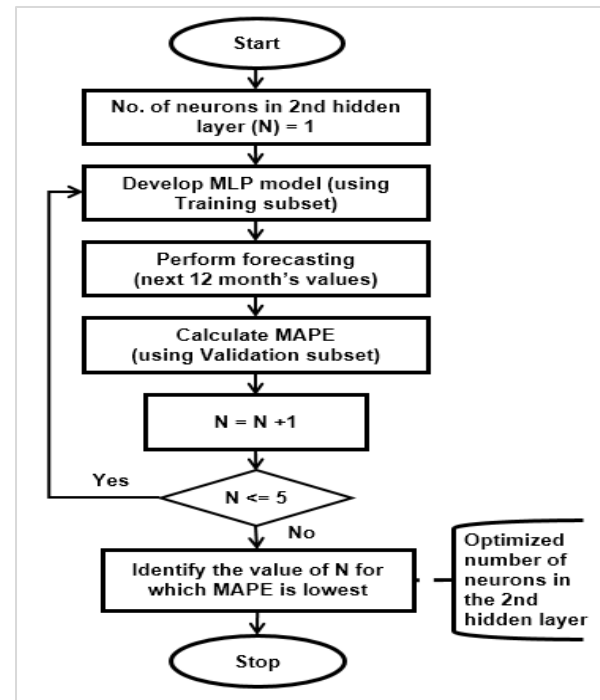 Start
No. of neurons in 2nd hidden
layer (N) = 1
Develop MLP model (using
Training subset)
Perform forecasting
(next 12 month's values)
Calculate MAPE
(using Validation subset)
N = N +1
Yes
N <= 5
No
Identify the value of N for
which MAPE is lowest
Optimized
number of
neurons in
the 2nd
hidden layer
Stop